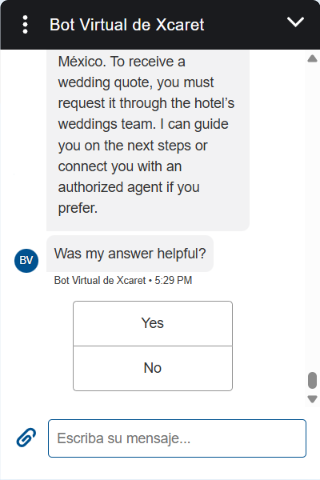 Bot Virtual de Xcaret
México. To receive a
wedding quote, you must
request it through the hotel’s
weddings team. I can guide
you on the next steps or
connect you with an
authorized agent if you
prefer.
BV
Was my answer helpful?
Bot Virtual de Xcaret • 5:29 PM
Yes
No
Escriba su mensaje...